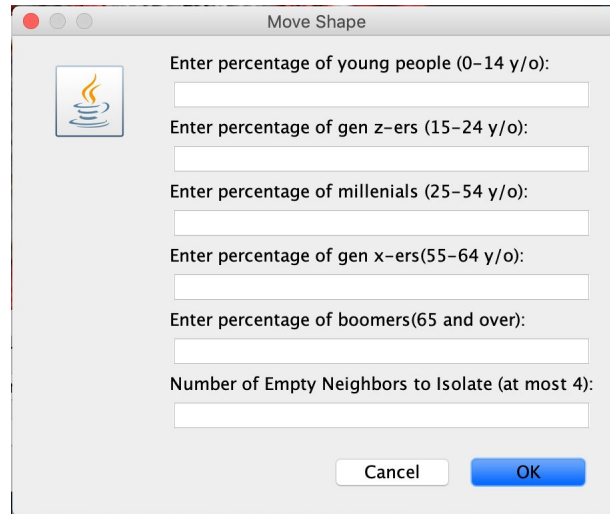 Move Shape
Enter percentage of young people (0-14 y/o):
Enter percentage of gen z-ers (15-24 y/o):
Enter percentage of millenials (25-54 y/o):
Enter percentage of gen x-ers(55-64 y/o):
Enter percentage of boomers(65 and over):
Number of Empty Neighbors to Isolate (at most 4):
Cancel OK